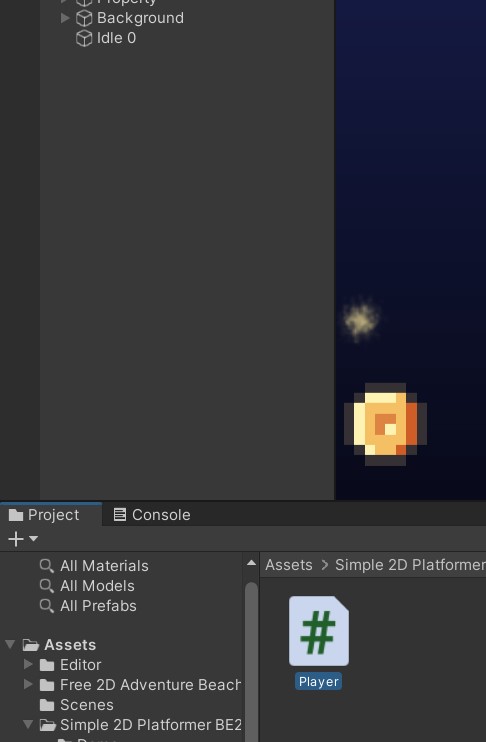 Property
Background
Idle 0
Project
Console
All Materials
All Models
All Prefabs
Assets
Editor
Free 2D Adventure Beach
Scenes
Simple 2D Platformer BE2
Assets > Simple 2D Platformer
#
Player